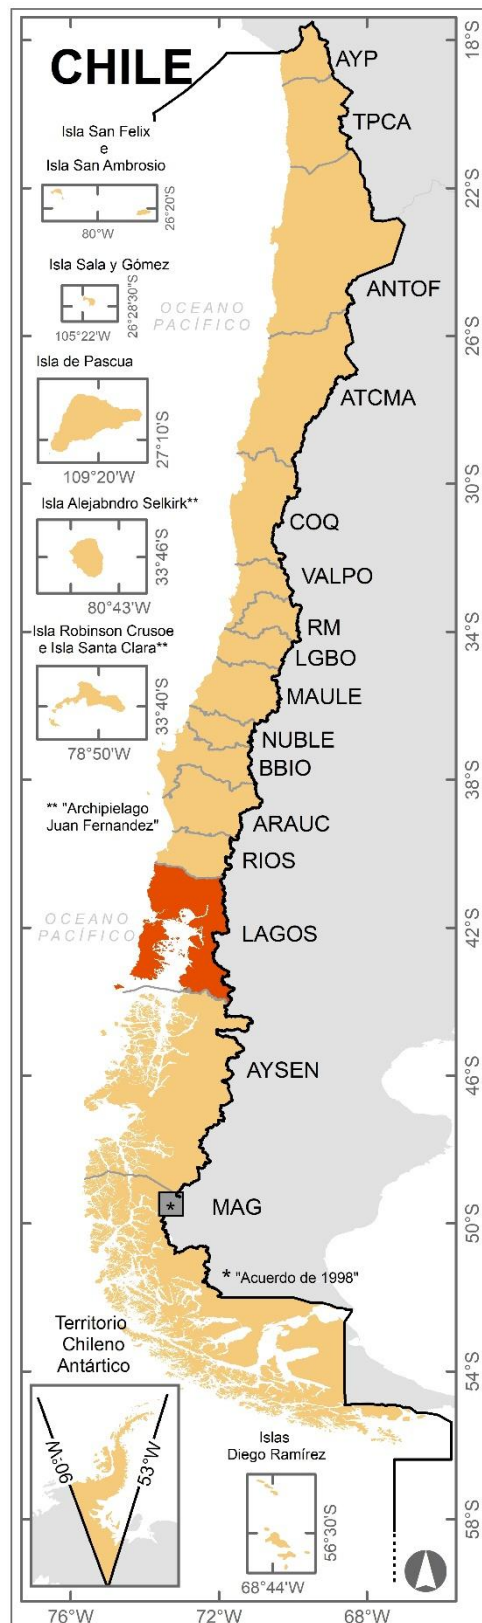 CHILE
18°S
AYP
TPCA
Isla San Felix
e
Isla San Ambrosio
26°20'S
80°W
22°S
Isla Sala y Gómez
26°28'30"S
105°22'W
OCEANO
PACÍFICO
ANTOF
26°S
Isla de Pascua
27°10'S
109°20'W
ATCMA
30°S
Isla Alejabndro Selkirk**
33°46'S
80°43'W
COQ
VALPO
34°S
Isla Robinson Crusoe
e Isla Santa Clara**
33°40'S
78°50'W
RM
LGBO
MAULE
NUBLE
BBIO
38°S
** "Archipielago
Juan Fernandez"
ARAUC
RIOS
OCEANO
PACÍFICO
LAGOS
42°S
AYSEN
46°S
*
MAG
50°S
* "Acuerdo de 1998"
Territorio
Chileno
Antártico
54°S
90°W
53°W
Islas
Diego Ramírez
56°30'S
68°44'W
58°S
76°W
72°W
68°W